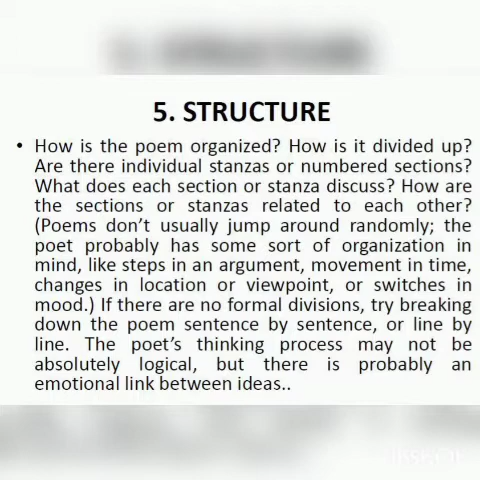 5. STRUCTURE
• How is the poem organized? How is it divided up?
Are there individual stanzas or numbered sections?
What does each section or stanza discuss? How are
the sections or stanzas related to each other?
(Poems don't usually jump around randomly; the
poet probably has some sort of organization in
mind, like steps in an argument, movement in time,
changes in location or viewpoint, or switches in
mood.) If there are no formal divisions, try breaking
down the poem sentence by sentence, or line by
line. The poet's thinking process may not be
absolutely logical, but there is probably an
emotional link between ideas..